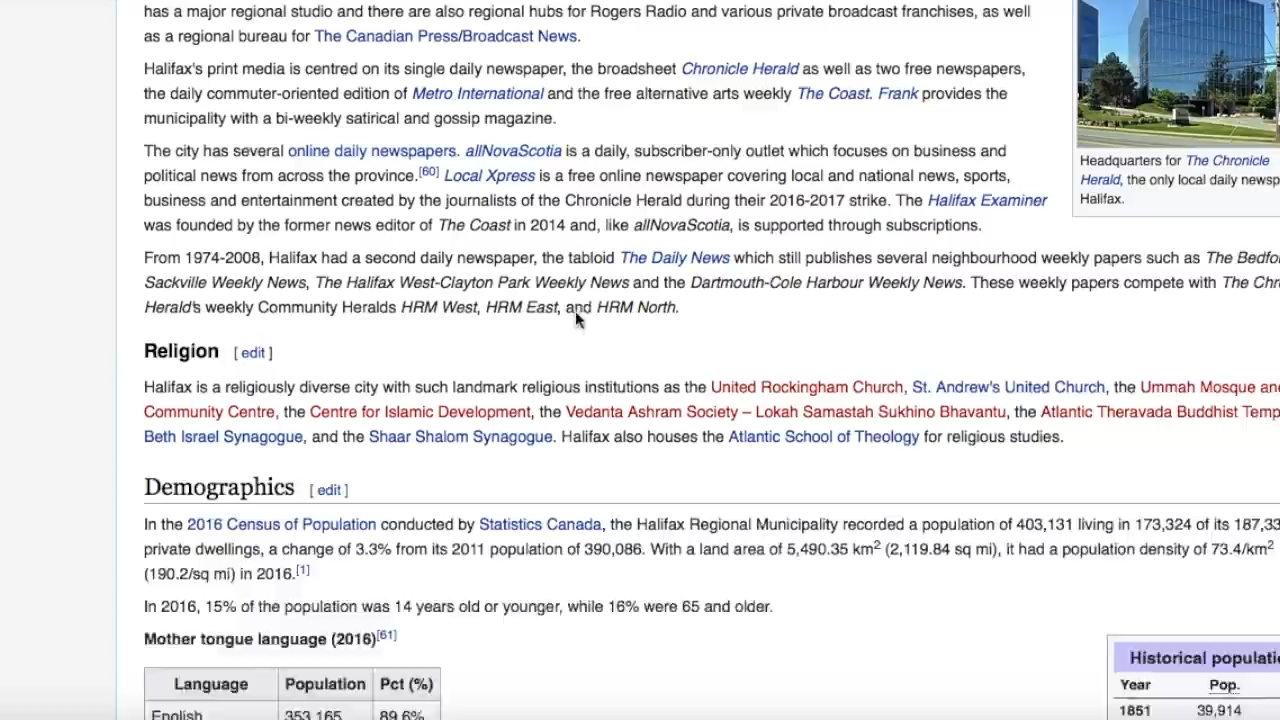 has a major regional studio and there are also regional hubs for Rogers Radio and various private broadcast franchises, as well
as a regional bureau for The Canadian Press/Broadcast News.
Halifax's print media is centred on its single daily newspaper, the broadsheet Chronicle Herald as well as two free newspapers,
the daily commuter-oriented edition of Metro International and the free alternative arts weekly The Coast. Frank provides the
municipality with a bi-weekly satirical and gossip magazine.
The city has several online daily newspapers. allNovaScotia is a daily, subscriber-only outlet which focuses on business and
political news from across the province.[60] Local Xpress is a free online newspaper covering local and national news, sports,
business and entertainment created by the journalists of the Chronicle Herald during their 2016-2017 strike. The Halifax Examiner
was founded by the former news editor of The Coast in 2014 and, like allNovaScotia, is supported through subscriptions.
Headquarters for The Chronicle
Herald, the only local daily newsp
Halifax.
From 1974-2008, Halifax had a second daily newspaper, the tabloid The Daily News which still publishes several neighbourhood weekly papers such as The Bedfo
Sackville Weekly News, The Halifax West-Clayton Park Weekly News and the Dartmouth-Cole Harbour Weekly News. These weekly papers compete with The Chr
Herald's weekly Community Heralds HRM West, HRM East, and HRM North.
Religion [ edit ]
Halifax is a religiously diverse city with such landmark religious institutions as the United Rockingham Church, St. Andrew's United Church, the Ummah Mosque and
Community Centre, the Centre for Islamic Development, the Vedanta Ashram Society – Lokah Samastah Sukhino Bhavantu, the Atlantic Theravada Buddhist Temp
Beth Israel Synagogue, and the Shaar Shalom Synagogue. Halifax also houses the Atlantic School of Theology for religious studies.
Demographics [ edit ]
In the 2016 Census of Population conducted by Statistics Canada, the Halifax Regional Municipality recorded a population of 403,131 living in 173,324 of its 187,33
private dwellings, a change of 3.3% from its 2011 population of 390,086. With a land area of 5,490.35 km2 (2,119.84 sq mi), it had a population density of 73.4/km2
(190.2/sq mi) in 2016.[1]
In 2016, 15% of the population was 14 years old or younger, while 16% were 65 and older.
Mother tongue language (2016)[61]
Language Population Pct (%)
English 353,165 89.6%
Historical populati
Year Pop.
1851 39,914